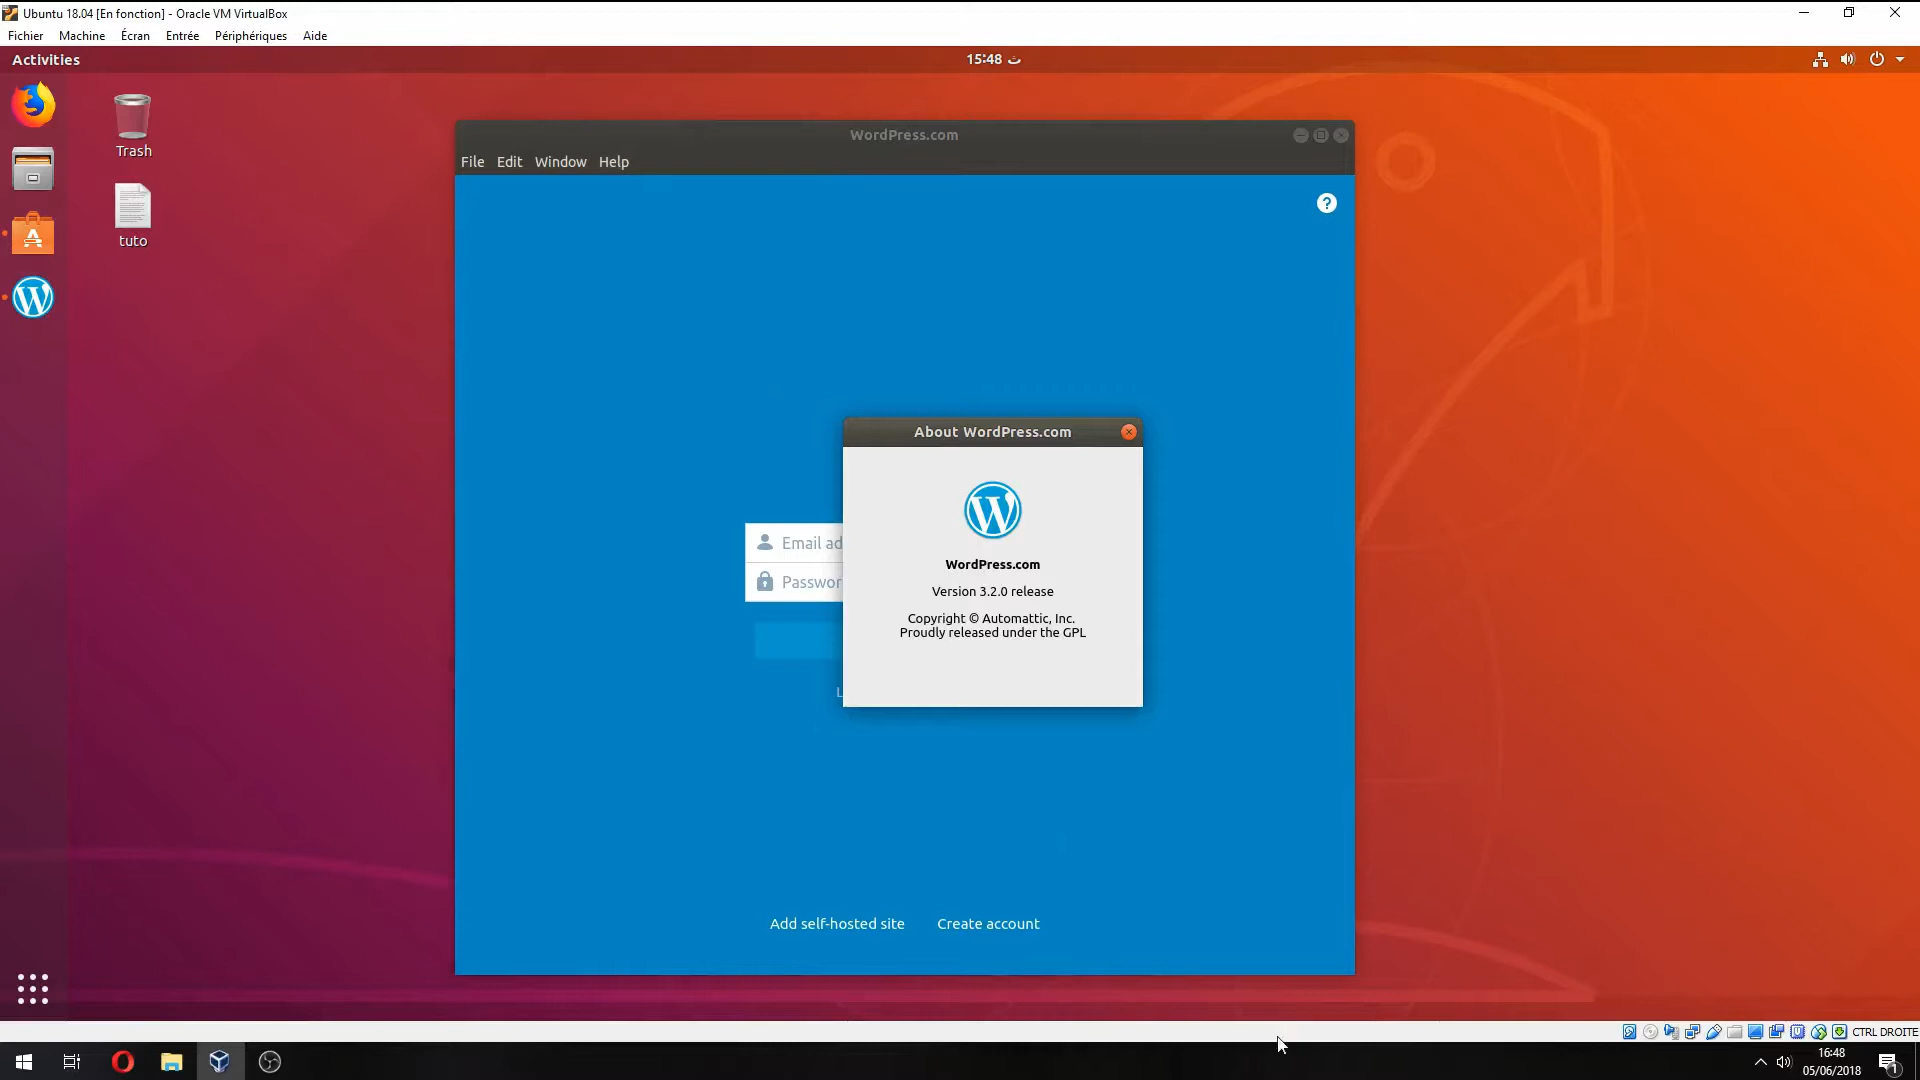 Ubuntu 18.04 [En fonction] - Oracle VM VirtualBox
Fichier Machine Écran Entrée Périphériques Aide
Activities
15:48 ت
Trash
tuto
WordPress.com
File Edit Window Help
?
About WordPress.com
WordPress.com
Version 3.2.0 release
Copyright © Automattic, Inc.
Proudly released under the GPL
Email ad
Passwor
L
Add self-hosted site Create account
CTRL DROITE
16:48
05/06/2018
1